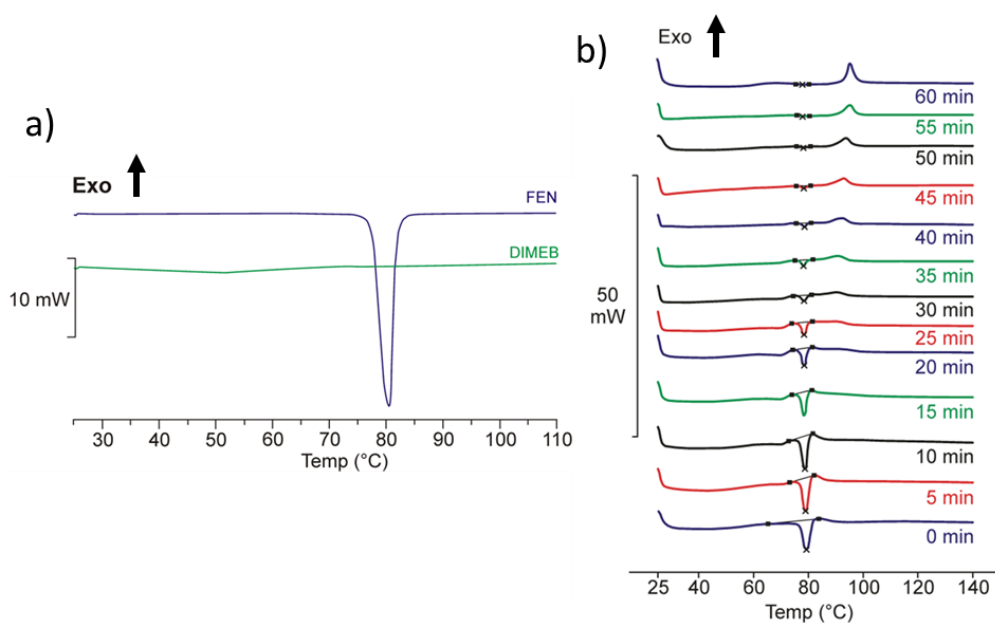 a)
Exo
FEN
DIMEB
10 mW
30 40 50 60 70 80 90 100 110
Temp (°C)
b)
Exo
60 min
55 min
50 min
45 min
40 min
35 min
30 min
25 min
20 min
15 min
10 min
5 min
0 min
50
mW
25 40 60 80 100 120 140
Temp (°C)